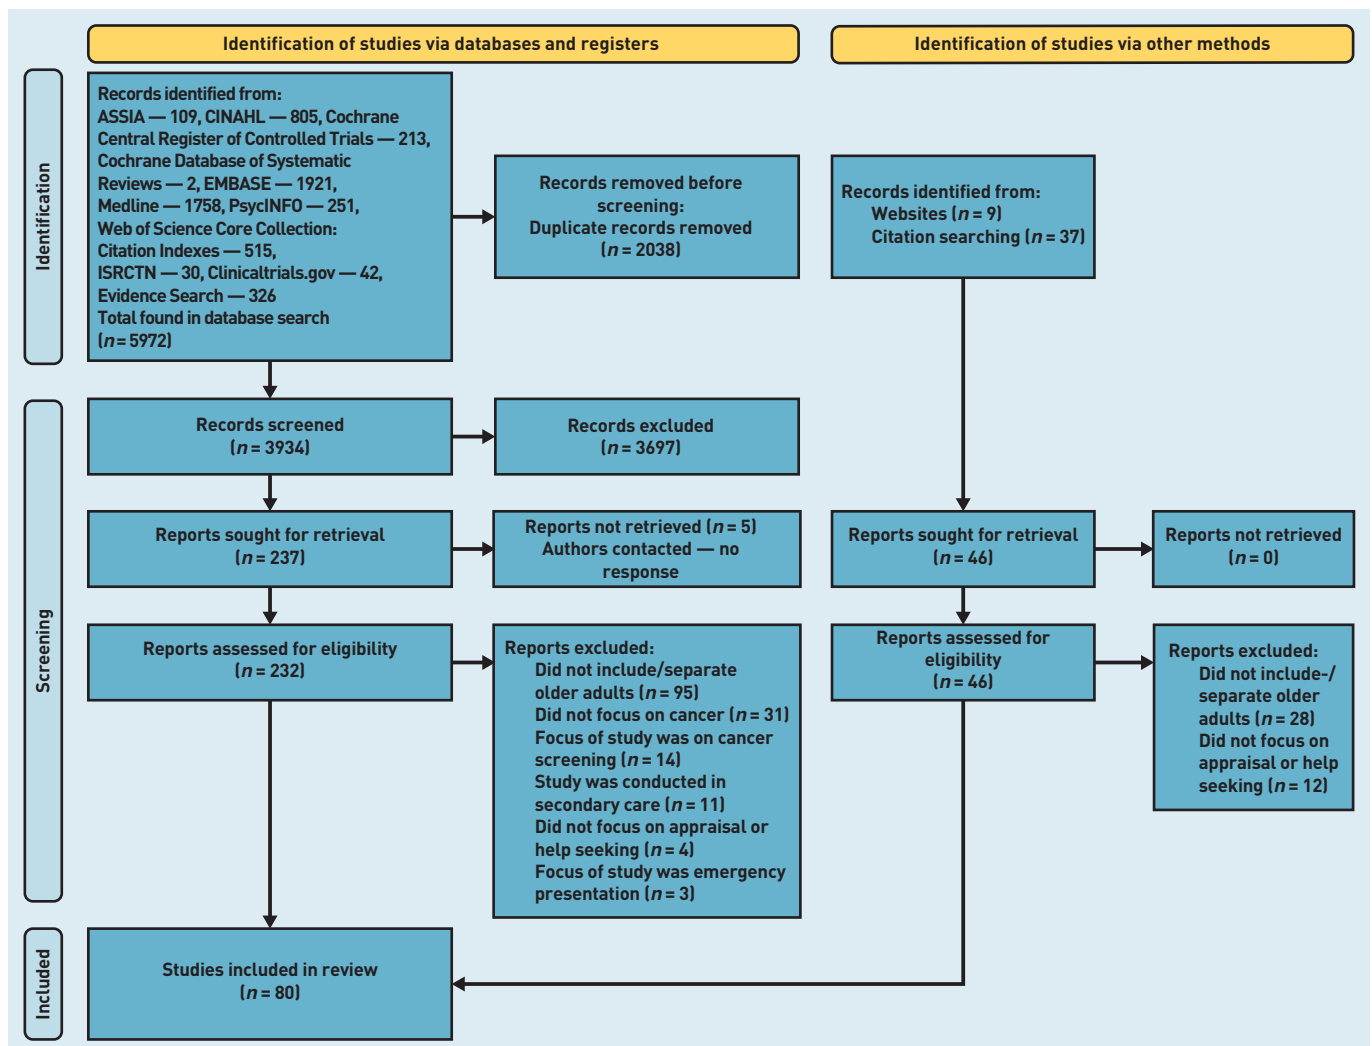 Identification of studies via databases and registers
Identification of studies via other methods
Identification
Records identified from:
ASSIA — 109, CINAHL — 805, Cochrane
Central Register of Controlled Trials — 213,
Cochrane Database of Systematic
Reviews — 2, EMBASE — 1921,
Medline — 1758, PsycINFO — 251,
Web of Science Core Collection:
Citation Indexes — 515,
ISRCTN — 30, Clinicaltrials.gov — 42,
Evidence Search — 326
Total found in database search
(n = 5972)
Records removed before
screening:
Duplicate records removed
(n = 2038)
Records identified from:
Websites (n = 9)
Citation searching (n = 37)
Screening
Records screened
(n = 3934)
Records excluded
(n = 3697)
Reports sought for retrieval
(n = 237)
Reports not retrieved (n = 5)
Authors contacted — no
response
Reports sought for retrieval
(n = 46)
Reports not retrieved
(n = 0)
Reports assessed for eligibility
(n = 232)
Reports excluded:
Did not include/separate
older adults (n = 95)
Did not focus on cancer (n = 31)
Focus of study was on cancer
screening (n = 14)
Study was conducted in
secondary care (n = 11)
Did not focus on appraisal or
help seeking (n = 4)
Focus of study was emergency
presentation (n = 3)
Reports assessed for
eligibility
(n = 46)
Reports excluded:
Did not include-/
separate older
adults (n = 28)
Did not focus on
appraisal or help
seeking (n = 12)
Included
Studies included in review
(n = 80)